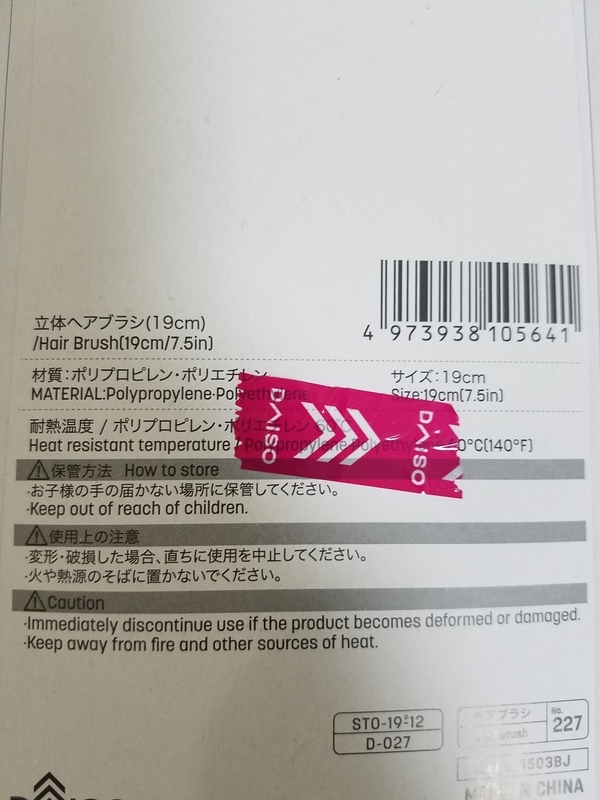 4 973938 105641
立体ヘアブラシ(19cm)
/Hair Brush(19cm/7.5in)
材質:ポリプロピレン・ポリエチレン
サイズ:19cm
MATERIAL:Polypropylene·Polyethylene
Size:19cm(7.5in)
耐熱温度 / ポリプロピレン・ポリエチレン 60℃
Heat resistant temperature / Polypropylene·Polyethylene 60°C(140°F)
DAISO
DAISO
保管方法 How to store
·お子様の手の届かない場所に保管してください。
·Keep out of reach of children.
使用上の注意
·変形・破損した場合、直ちに使用を中止してください。
·火や熱源のそばに置かないでください。
Caution
·Immediately discontinue use if the product becomes deformed or damaged.
·Keep away from fire and other sources of heat.
STO-19 12
D-027
ヘアブラシ
Brush
No.
227
1503BJ
MADE IN CHINA
DAISO